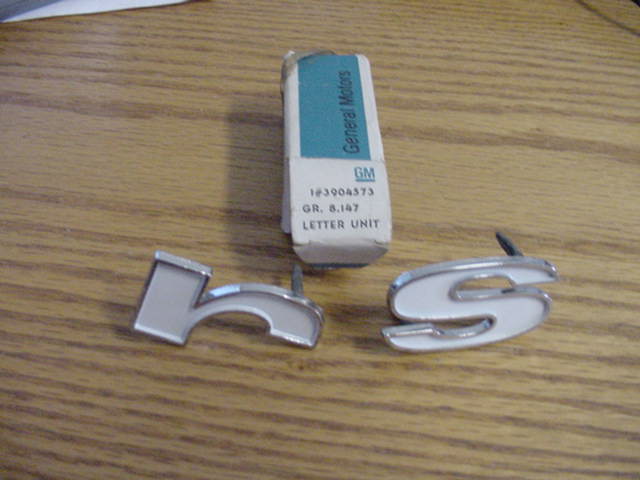 General Motors
GM
1#3904573
GR. 8.147
LETTER UNIT
r S